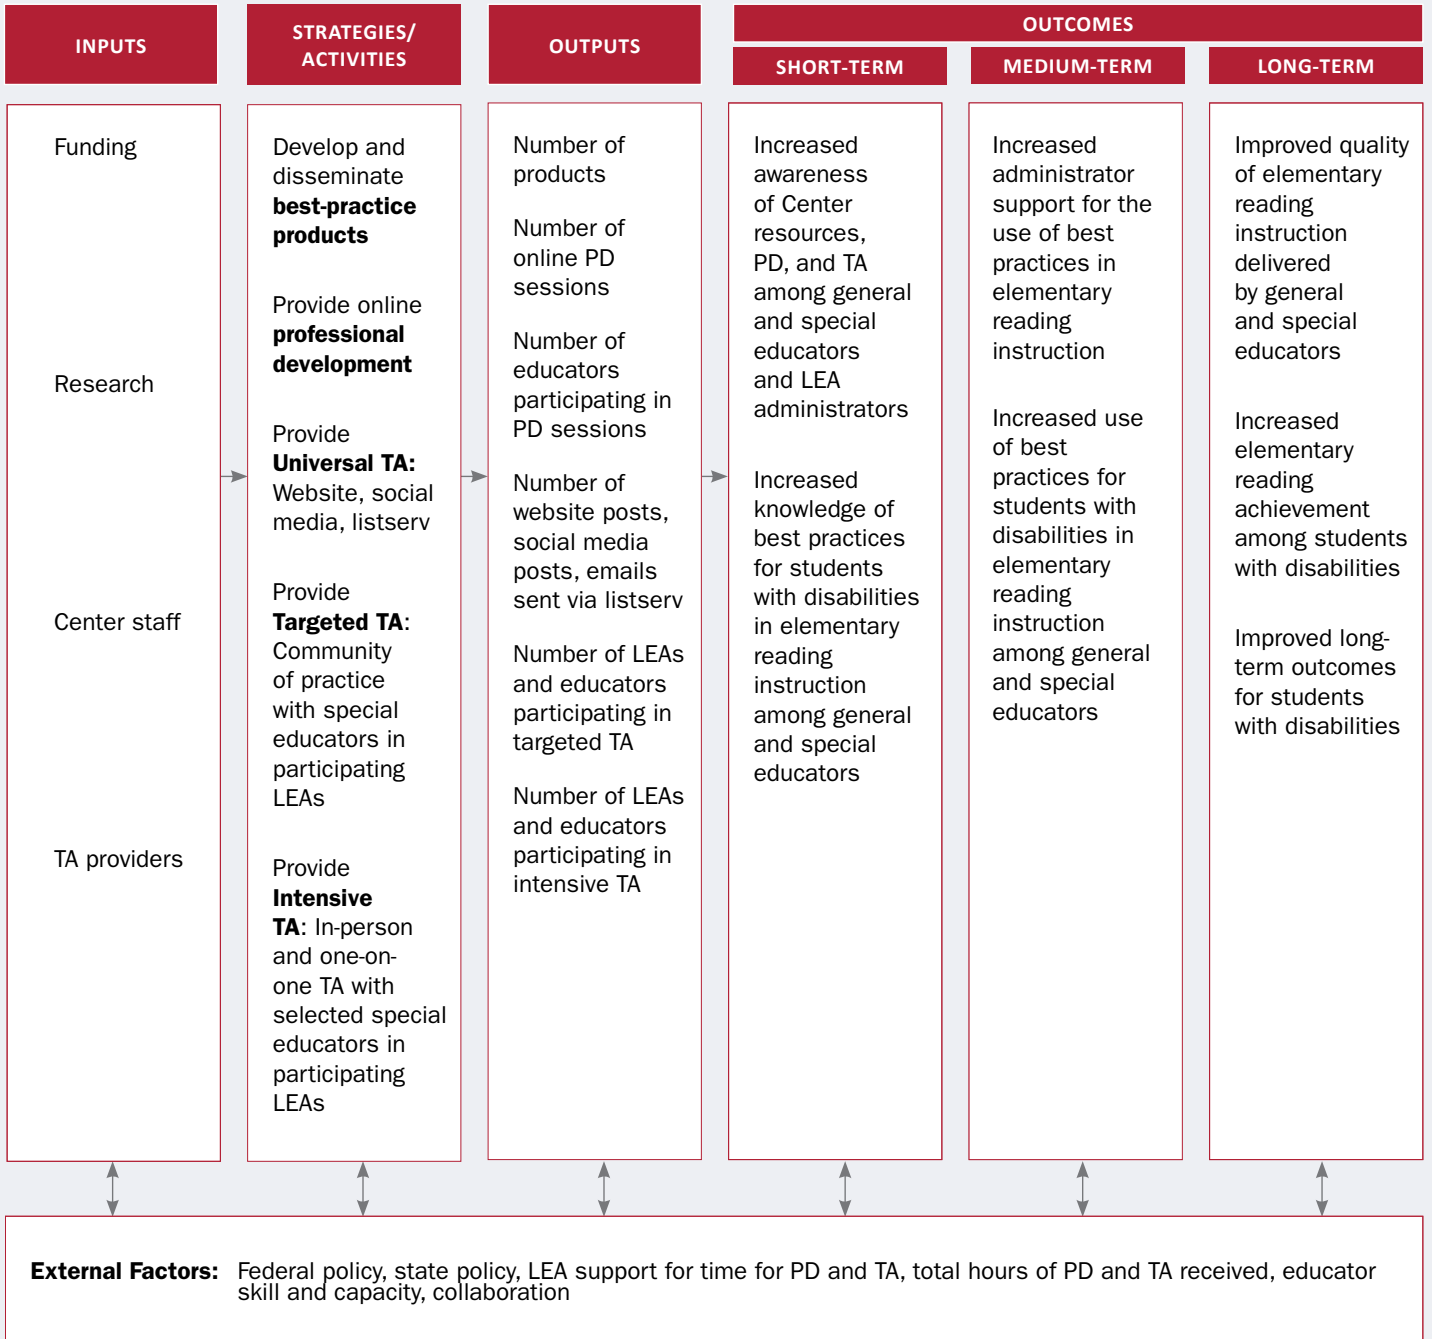 INPUTS
STRATEGIES/
ACTIVITIES
OUTPUTS
OUTCOMES
SHORT-TERM
MEDIUM-TERM
LONG-TERM
Funding
Research
Center staff
TA providers
Develop and
disseminate
best-practice
products
Provide online
professional
development
Provide
Universal TA:
Website, social
media, listserv
Provide
Targeted TA:
Community
of practice
with special
educators in
participating
LEAs
Provide
Intensive
TA: In-person
and one-on-
one TA with
selected special
educators in
participating
LEAs
Number of
products
Number of
online PD
sessions
Number of
educators
participating in
PD sessions
Number of
website posts,
social media
posts, emails
sent via listserv
Number of LEAs
and educators
participating in
targeted TA
Number of LEAs
and educators
participating in
intensive TA
Increased
awareness
of Center
resources,
PD, and TA
among general
and special
educators
and LEA
administrators
Increased
knowledge of
best practices
for students
with disabilities
in elementary
reading
instruction
among general
and special
educators
Increased
administrator
support for the
use of best
practices in
elementary
reading
instruction
Increased use
of best
practices for
students with
disabilities in
elementary
reading
instruction
among general
and special
educators
Improved quality
of elementary
reading
instruction
delivered
by general
and special
educators
Increased
elementary
reading
achievement
among students
with disabilities
Improved long-
term outcomes
for students
with disabilities
External Factors: Federal policy, state policy, LEA support for time for PD and TA, total hours of PD and TA received, educator
skill and capacity, collaboration